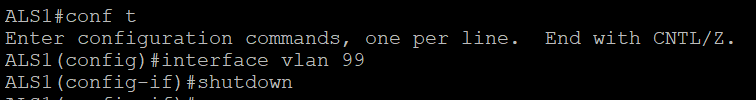 ALS1#conf t
Enter configuration commands, one per line.  End with CNTL/Z.
ALS1(config)#interface vlan 99
ALS1(config-if)#shutdown